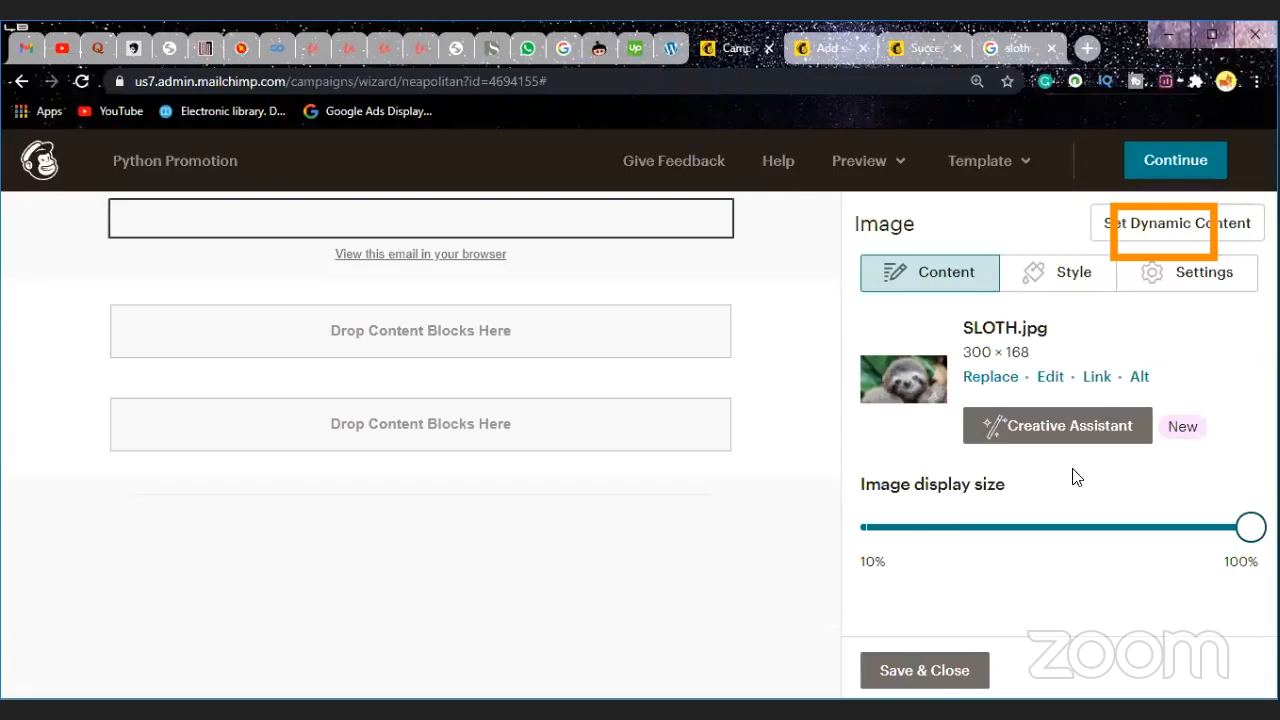 Camp
Add s
Succe
sloth
us7.admin.mailchimp.com/campaigns/wizard/neapolitan?id=4694155#
Apps
YouTube
Electronic library. D...
Google Ads Display...
Python Promotion
Give Feedback
Help
Preview
Template
Continue
View this email in your browser
Drop Content Blocks Here
Drop Content Blocks Here
Image
Set Dynamic Content
Content
Style
Settings
SLOTH.jpg
300 × 168
Replace · Edit · Link · Alt
Creative Assistant
New
Image display size
10%
100%
Save & Close
zoom